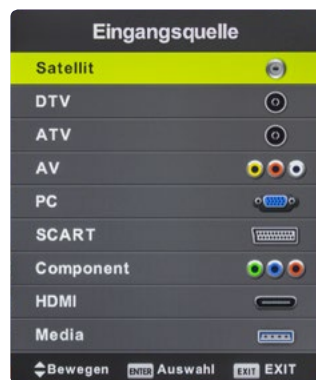 Eingangsquelle
Satellit
DTV
ATV
AV
PC
SCART
Component
HDMI
Media
Bewegen ENTER Auswahl EXIT EXIT